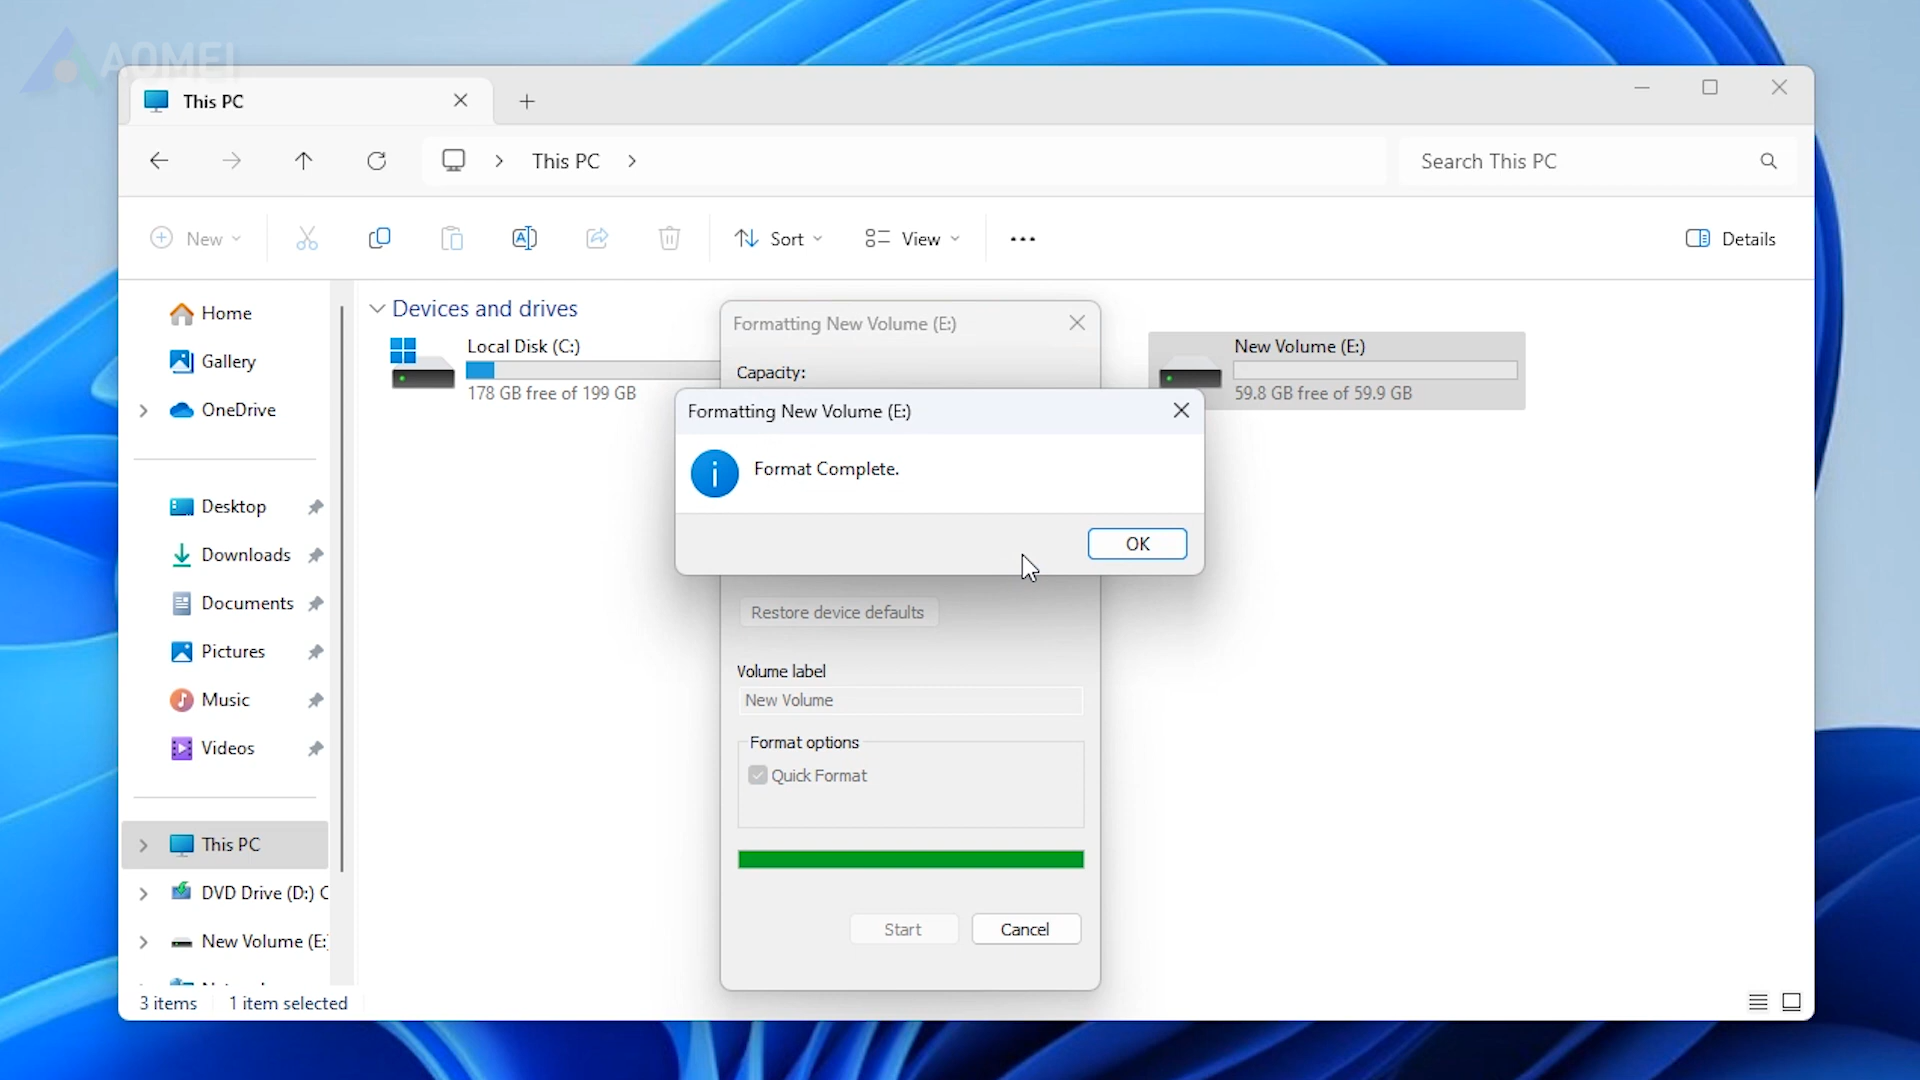 AOMEI
This PC
This PC
Search This PC
New
Sort
View
Details
Home
Gallery
OneDrive
Desktop
Downloads
Documents
Pictures
Music
Videos
This PC
DVD Drive (D:) C
New Volume (E:
3 items
1 item selected
Devices and drives
Local Disk (C:)
178 GB free of 199 GB
New Volume (E:)
59.8 GB free of 59.9 GB
Formatting New Volume (E:)
Capacity:
Formatting New Volume (E:)
Format Complete.
OK
Restore device defaults
Volume label
New Volume
Format options
Quick Format
Start
Cancel